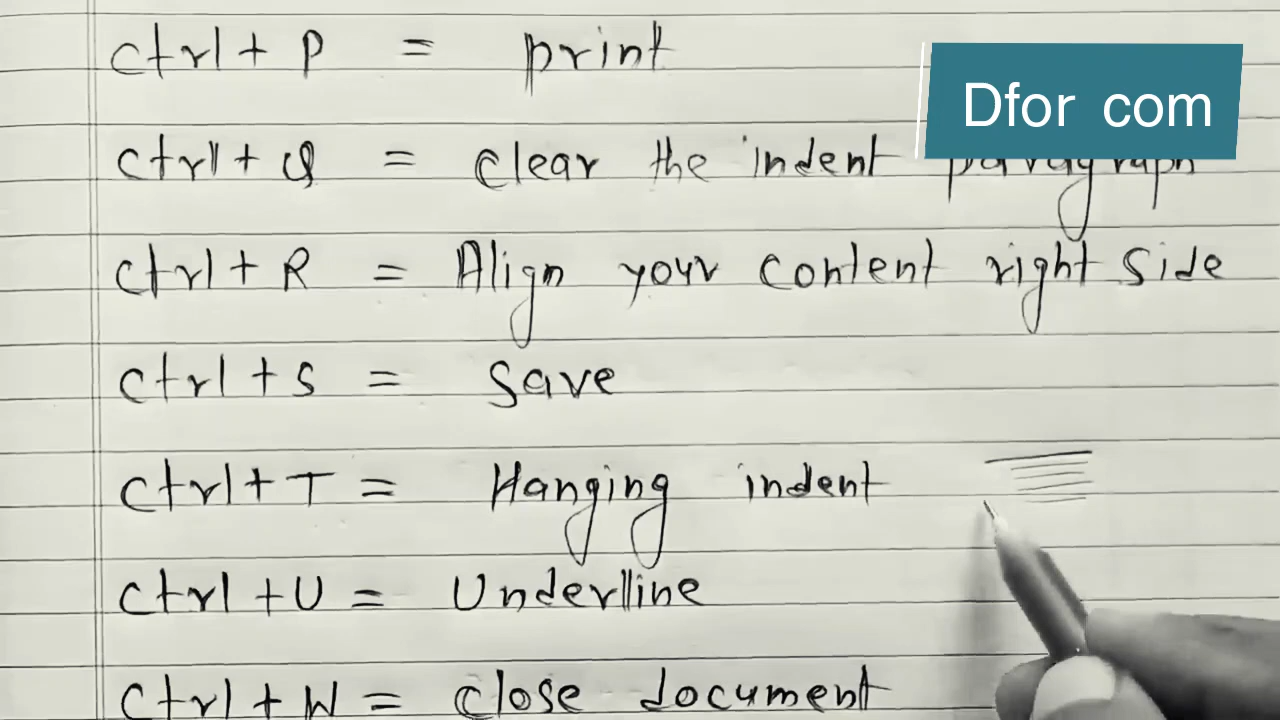 ctrl + P = print
Dfor com
ctrl + Q = clear the indent paragraph
ctrl + R = Align your content right side
ctrl + S = Save
ctrl + T = Hanging indent
ctrl + U = Underline
ctrl + W = close document